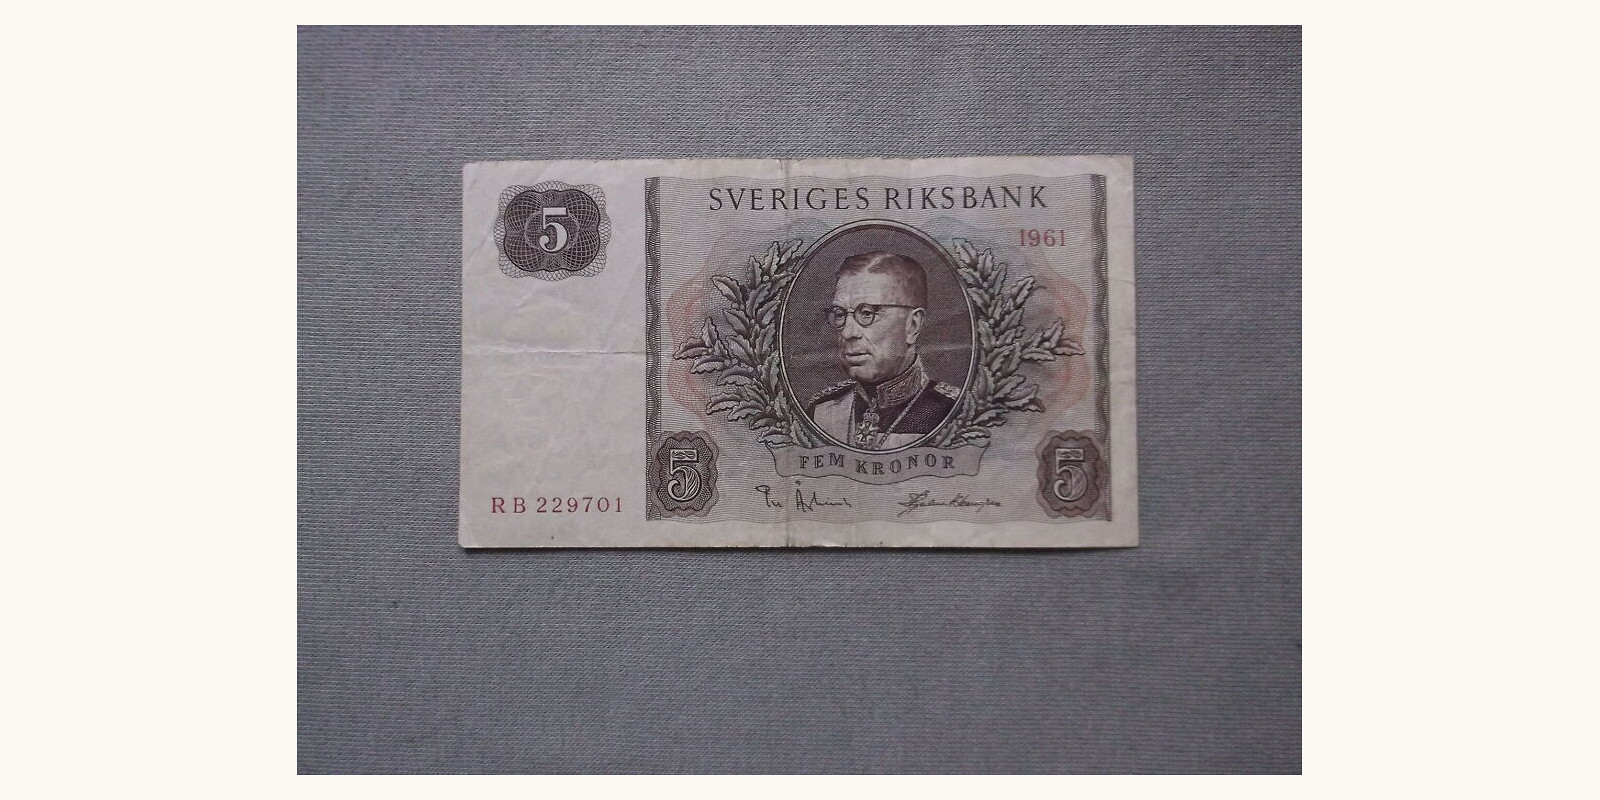 5
SVERIGES RIKSBANK
1961
FEM KRONOR
5
5
RB 229701